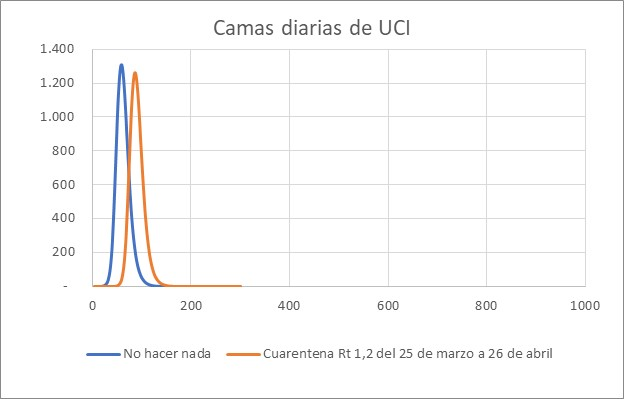 Camas diarias de UCI
1.400
1.200
1.000
800
600
400
200
-
0 200 400 600 800 1000
No hacer nada Cuarentena Rt 1,2 del 25 de marzo a 26 de abril